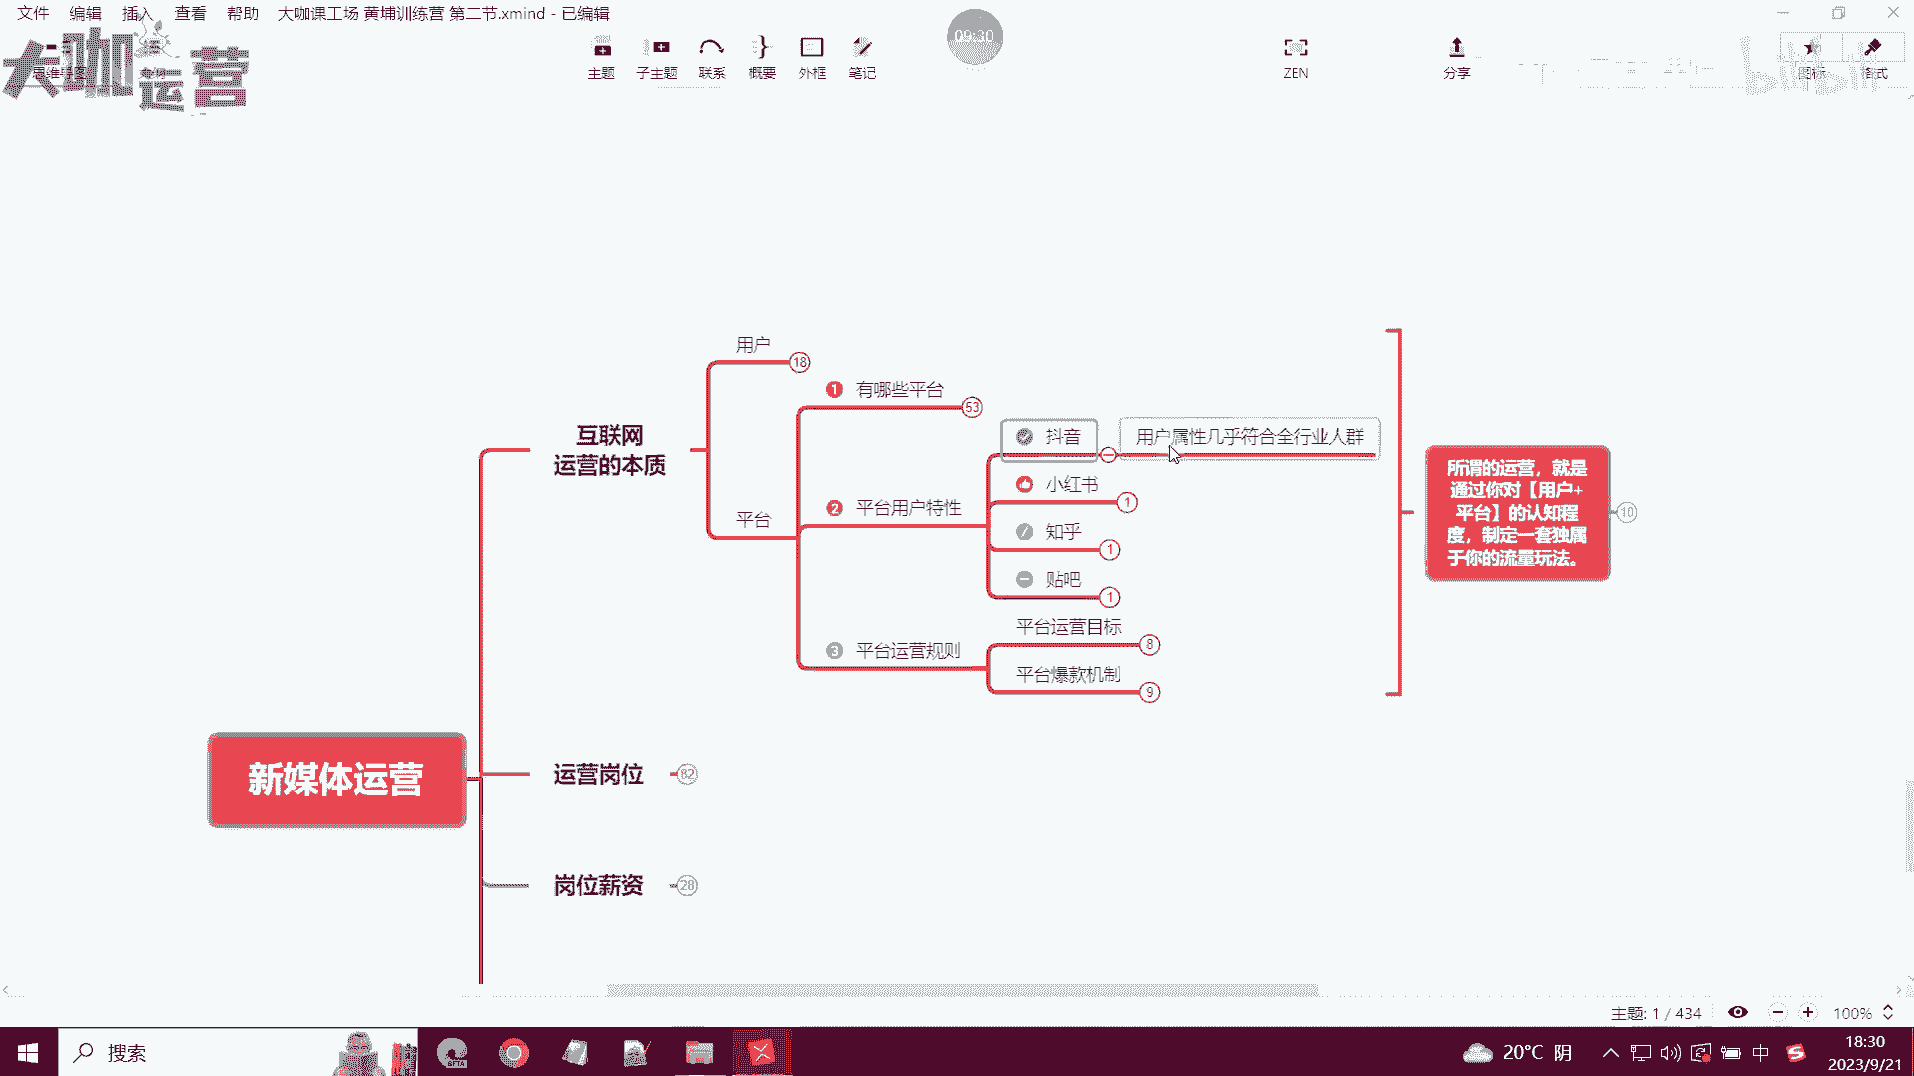 文件 编辑 插入 查看 帮助 大咖课工场 黄埔训练营 第二节.xmind - 已编辑
大咖运营
主题 子主题 联系 概要 外框 笔记
09:30
ZEN
分享
图标 格式
bilibili
用户
18
1 有哪些平台
53
互联网
运营的本质
抖音
用户属性几乎符合全行业人群
小红书
1
2 平台用户特性
平台
知乎
1
贴吧
1
平台运营目标
8
3 平台运营规则
平台爆款机制
9
所谓的运营，就是
通过你对【用户+
平台】的认知程
度，制定一套独属
于你的流量玩法。
10
新媒体运营
运营岗位
82
岗位薪资
28
主题: 1 / 434
100%
搜索
20°C 阴
中
18:30
2023/9/21